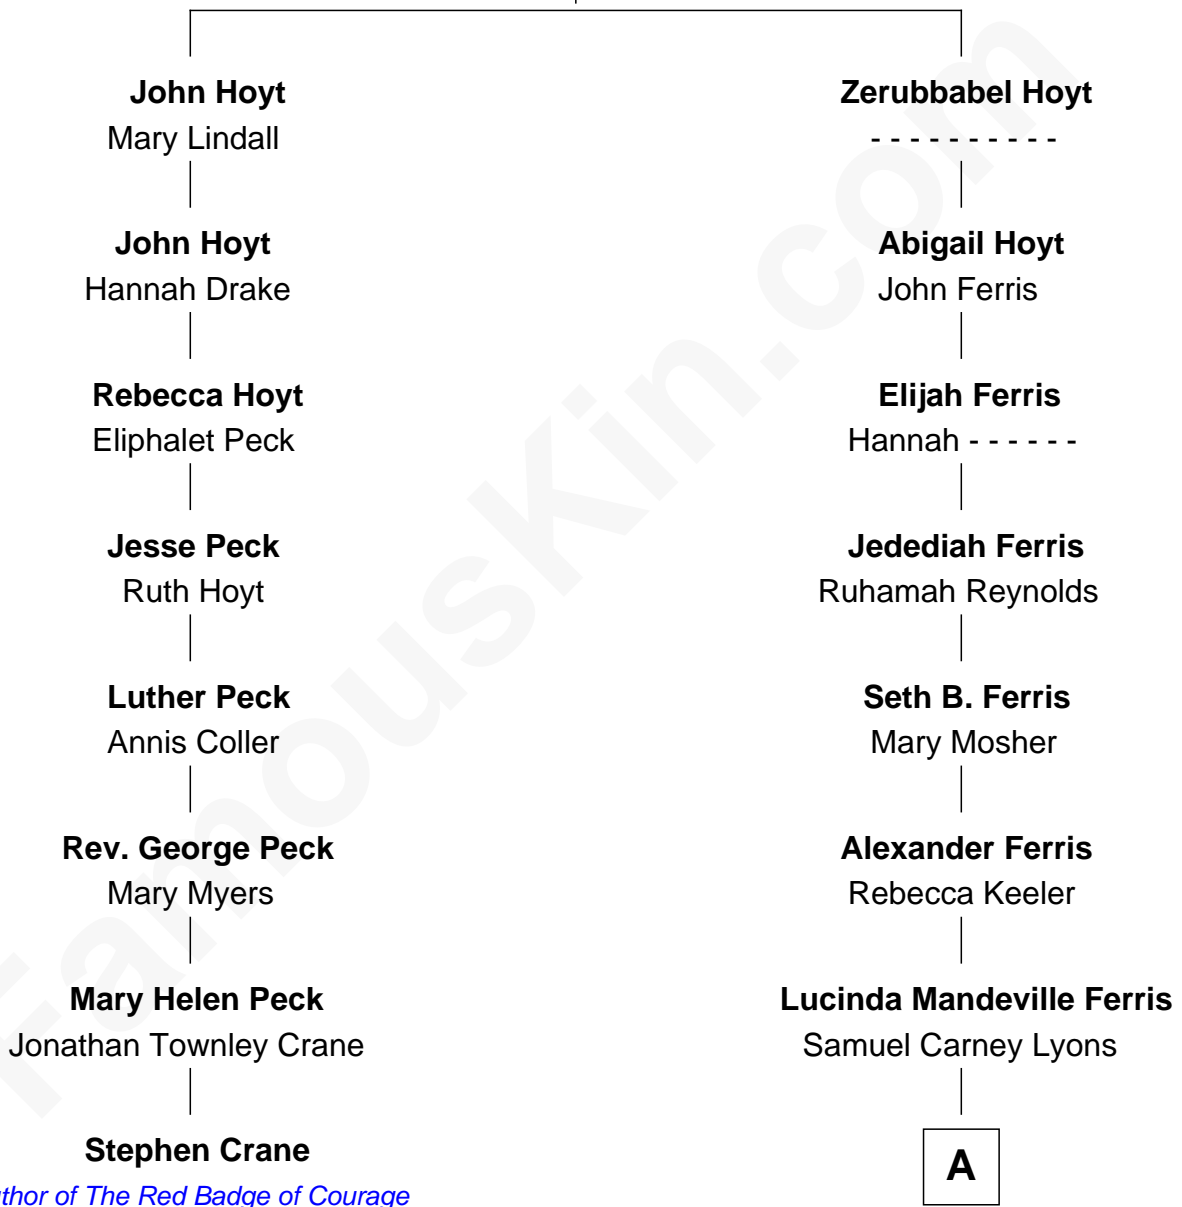 John Hoyt
Mary Lindall
John Hoyt
Hannah Drake
Rebecca Hoyt
Eliphalet Peck
Jesse Peck
Ruth Hoyt
Luther Peck
Annis Coller
Rev. George Peck
Mary Myers
Mary Helen Peck
Jonathan Townley Crane
Stephen Crane
thor of The Red Badge of Courage
Zerubbabel Hoyt
- - - - - - - - - -
Abigail Hoyt
John Ferris
Elijah Ferris
Hannah - - - - - -
Jedediah Ferris
Ruhamah Reynolds
Seth B. Ferris
Mary Mosher
Alexander Ferris
Rebecca Keeler
Lucinda Mandeville Ferris
Samuel Carney Lyons
A
FamousKin.com